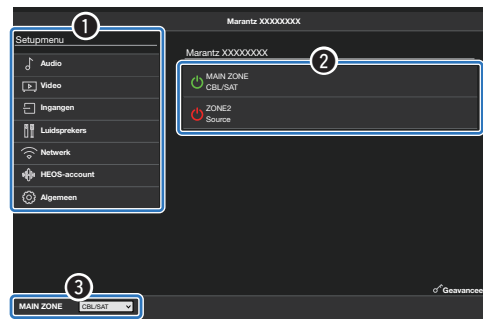 Marantz XXXXXXXX
1
Setupmenu
Audio
Video
Ingangen
Luidsprekers
Netwerk
HEOS-account
Algemeen
Marantz XXXXXXXX
2
MAIN ZONE
CBL/SAT
ZONE2
Source
Geavancee
3
MAIN ZONE CBL/SAT